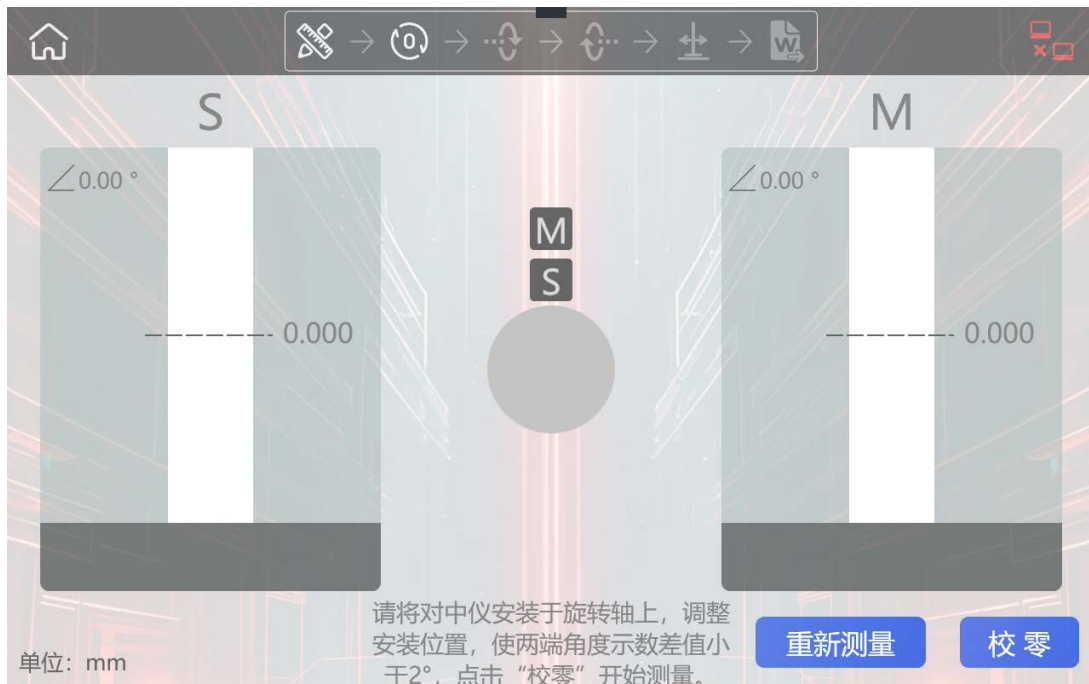 0
W
S
M
0.00 °
0.00 °
M
S
0.000
0.000
请将对中仪安装于旋转轴上，调整
安装位置，使两端角度示数差值小
于2°，点击“校零”开始测量。
单位：mm
重新测量
校 零